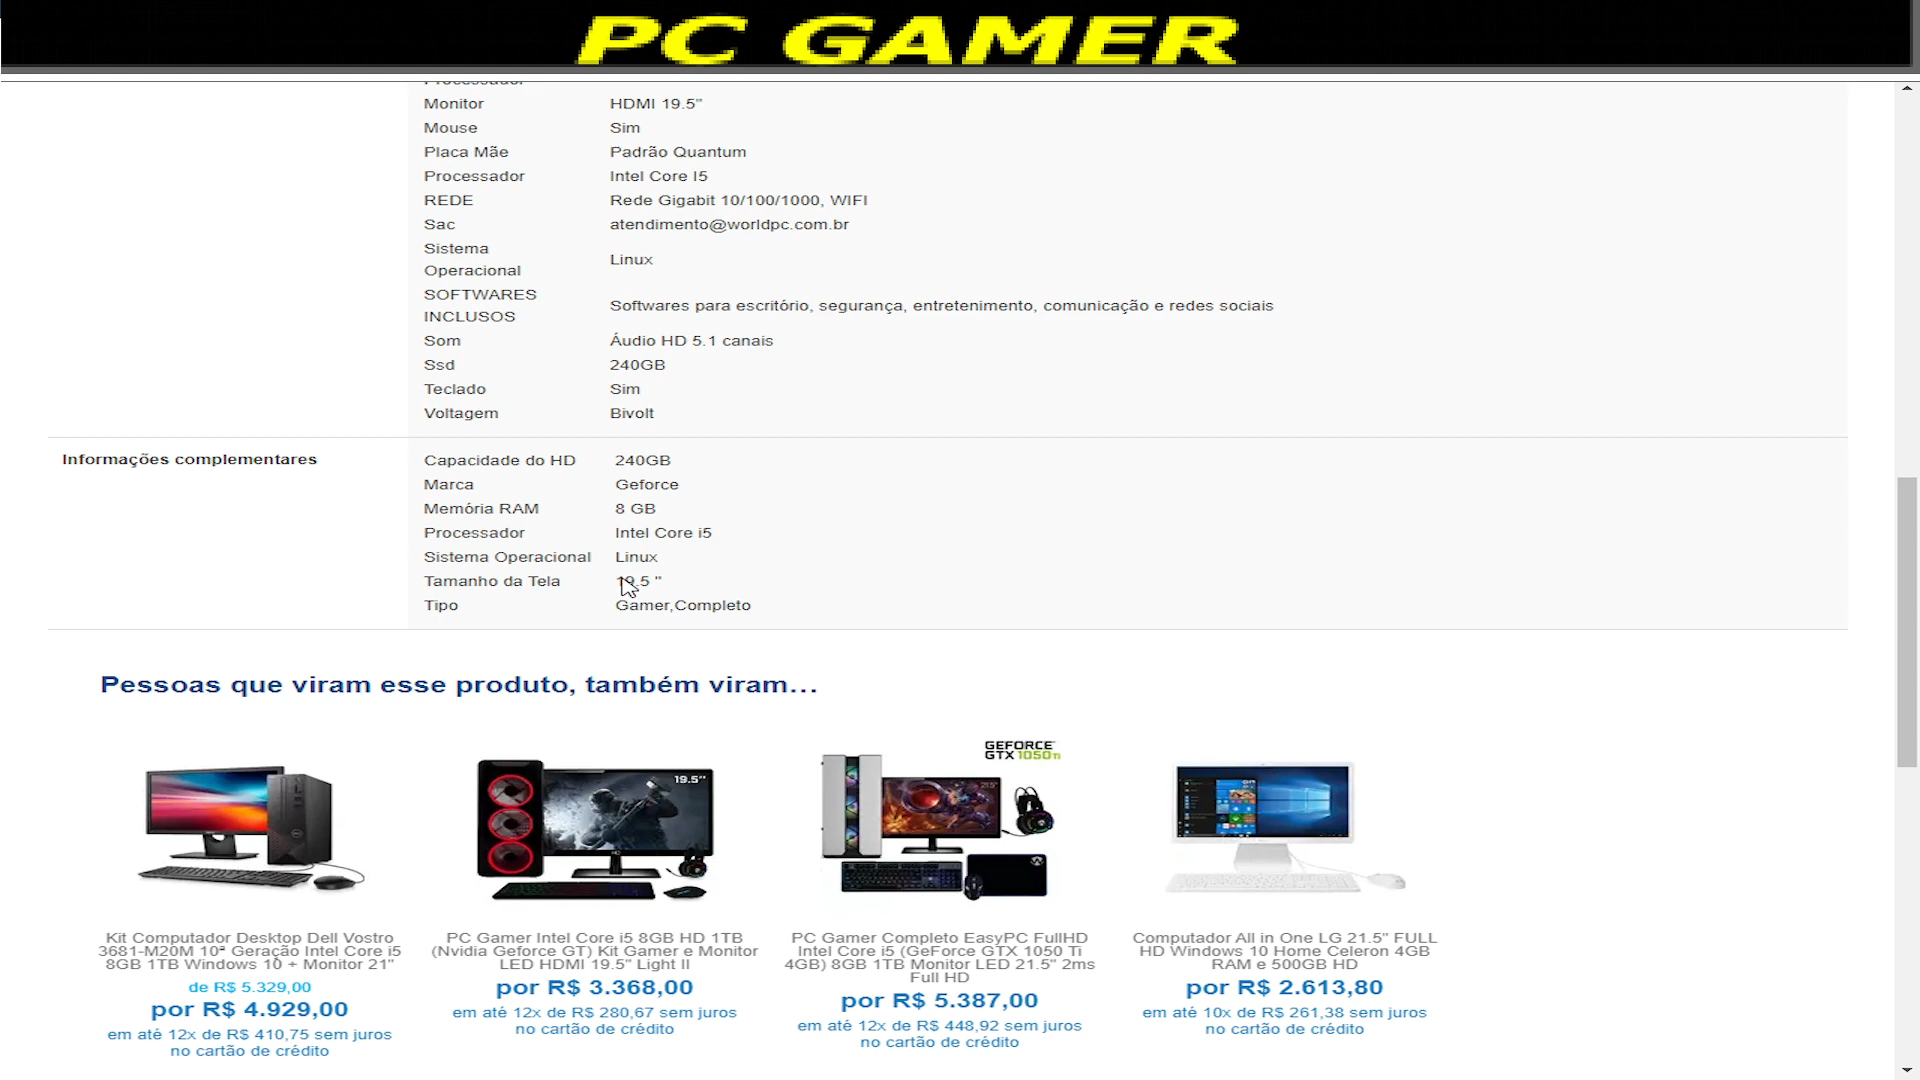 PC GAMER
Processador
Monitor HDMI 19.5"
Mouse Sim
Placa Mãe Padrão Quantum
Processador Intel Core I5
REDE Rede Gigabit 10/100/1000, WIFI
Sac atendimento@worldpc.com.br
Sistema
Operacional Linux
SOFTWARES
INCLUSOS Softwares para escritório, segurança, entretenimento, comunicação e redes sociais
Som Áudio HD 5.1 canais
Ssd 240GB
Teclado Sim
Voltagem Bivolt
Informações complementares
Capacidade do HD 240GB
Marca Geforce
Memória RAM 8 GB
Processador Intel Core i5
Sistema Operacional Linux
Tamanho da Tela 19.5 "
Tipo Gamer,Completo
Pessoas que viram esse produto, também viram...
19.5"
GEFORCE
GTX 1050 Ti
21.5"
Kit Computador Desktop Dell Vostro
3681-M20M 10ª Geração Intel Core i5
8GB 1TB Windows 10 + Monitor 21"
de R$ 5.329,00
por R$ 4.929,00
em até 12x de R$ 410,75 sem juros
no cartão de crédito
PC Gamer Intel Core i5 8GB HD 1TB
(Nvidia Geforce GT) Kit Gamer e Monitor
LED HDMI 19.5" Light II
por R$ 3.368,00
em até 12x de R$ 280,67 sem juros
no cartão de crédito
PC Gamer Completo EasyPC FullHD
Intel Core i5 (GeForce GTX 1050 Ti
4GB) 8GB 1TB Monitor LED 21.5" 2ms
Full HD
por R$ 5.387,00
em até 12x de R$ 448,92 sem juros
no cartão de crédito
Computador All in One LG 21.5" FULL
HD Windows 10 Home Celeron 4GB
RAM e 500GB HD
por R$ 2.613,80
em até 10x de R$ 261,38 sem juros
no cartão de crédito